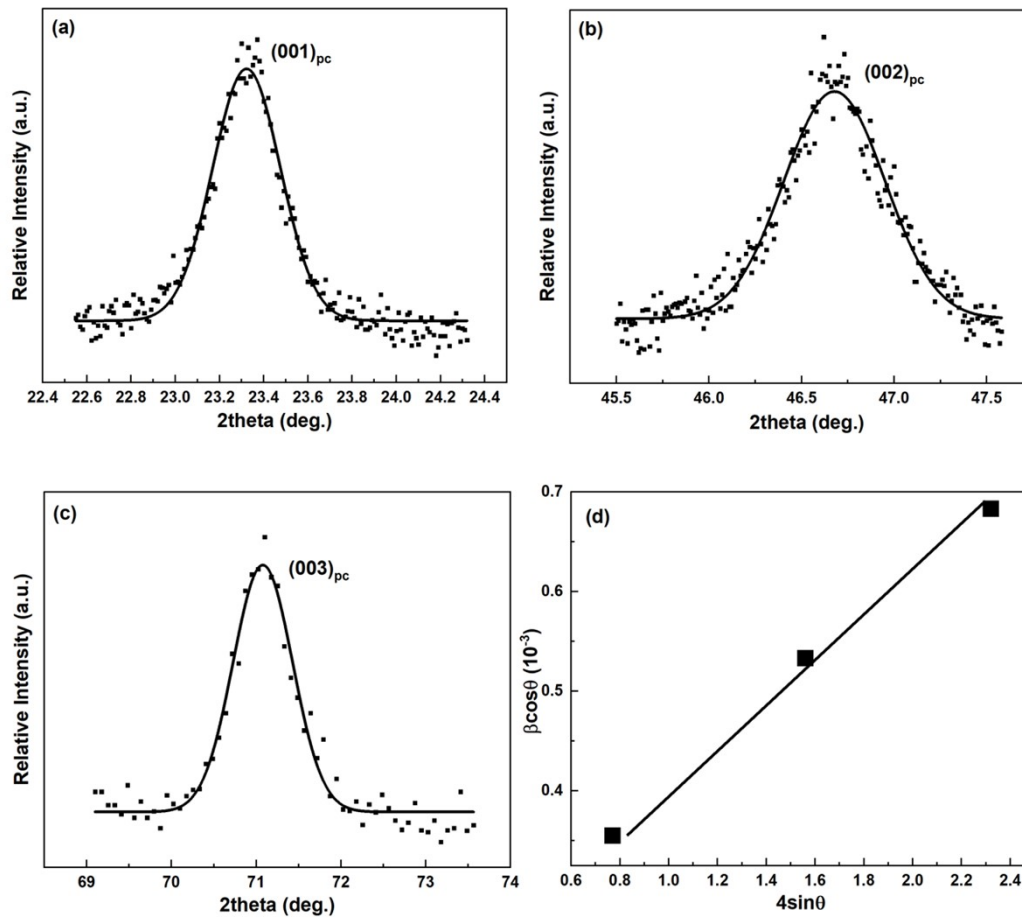 (a)
(001)pc
Relative Intensity (a.u.)
22.4 22.6 22.8 23.0 23.2 23.4 23.6 23.8 24.0 24.2 24.4
2theta (deg.)
(b)
(002)pc
Relative Intensity (a.u.)
45.5 46.0 46.5 47.0 47.5
2theta (deg.)
(c)
(003)pc
Relative Intensity (a.u.)
69 70 71 72 73 74
2theta (deg.)
(d)
βcosθ (10⁻³)
0.7
0.6
0.5
0.4
0.6 0.8 1.0 1.2 1.4 1.6 1.8 2.0 2.2 2.4
4sinθ